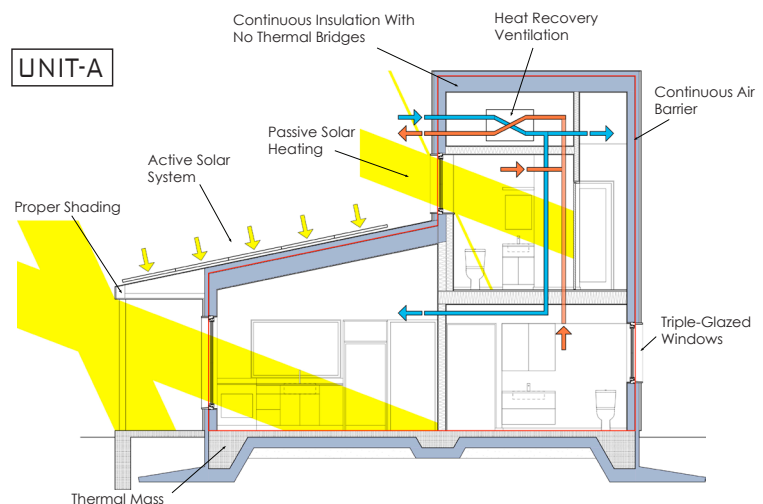 UNIT-A
Continuous Insulation With
No Thermal Bridges
Heat Recovery
Ventilation
Continuous Air
Barrier
Passive Solar
Heating
Active Solar
System
Proper Shading
Triple-Glazed
Windows
Thermal Mass